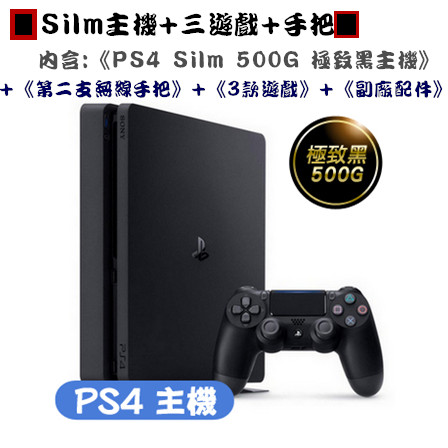 Silm主機+三遊戲+手把
內含:《PS4 Silm 500G 極致黑主機》
+《第二支無線手把》+《3款遊戲》+《副廠配件》
極致黑
500G
SONY
PS4
PS4 主機